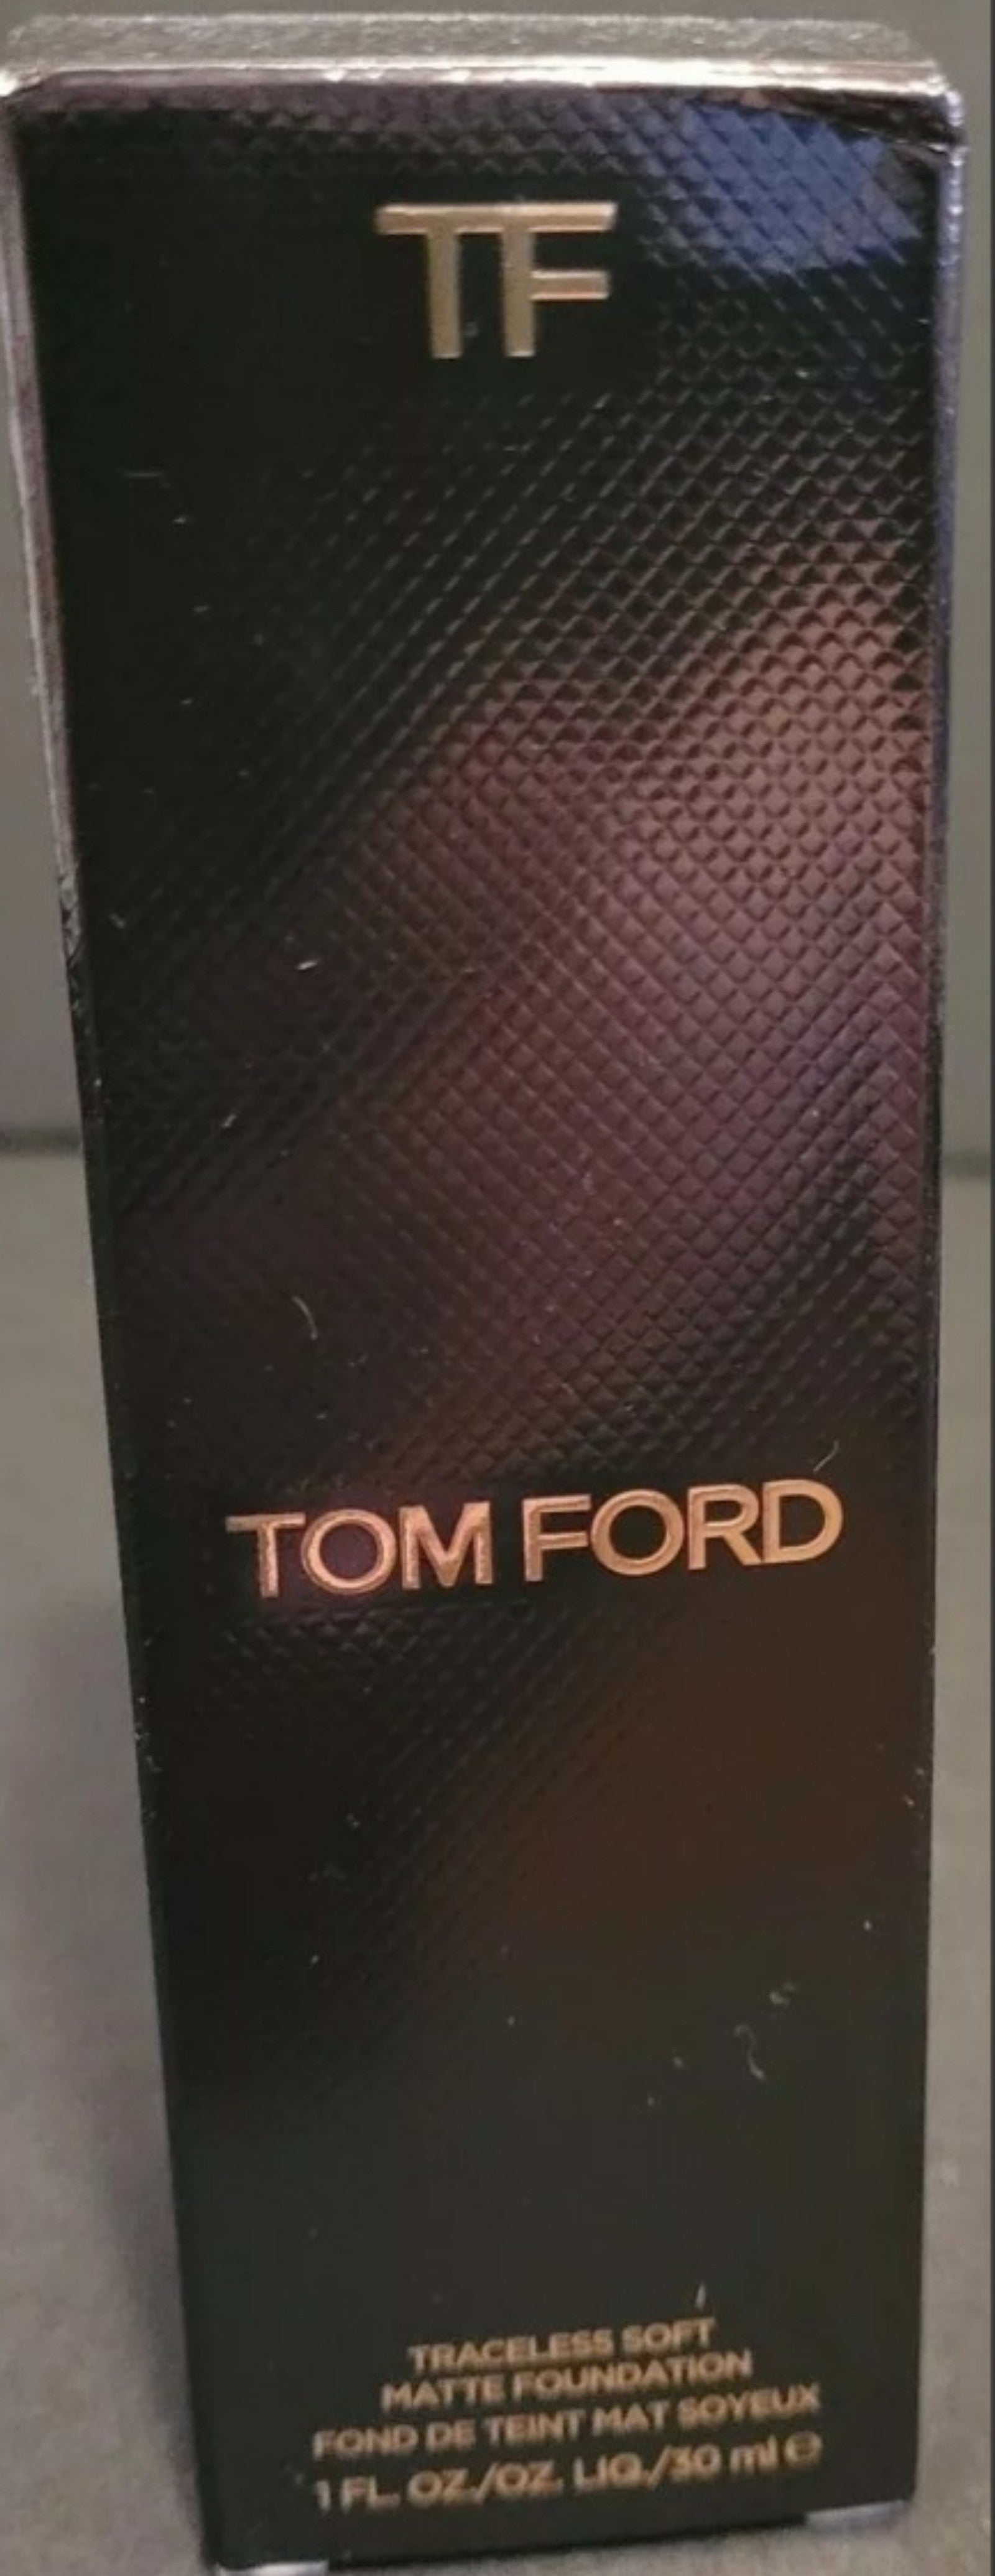 TF
TOM FORD
TRACELESS SOFT
MATTE FOUNDATION
FOND DE TEINT MAT SOYEUX
1 FL. OZ./OZ. LIQ./30 ml ℮